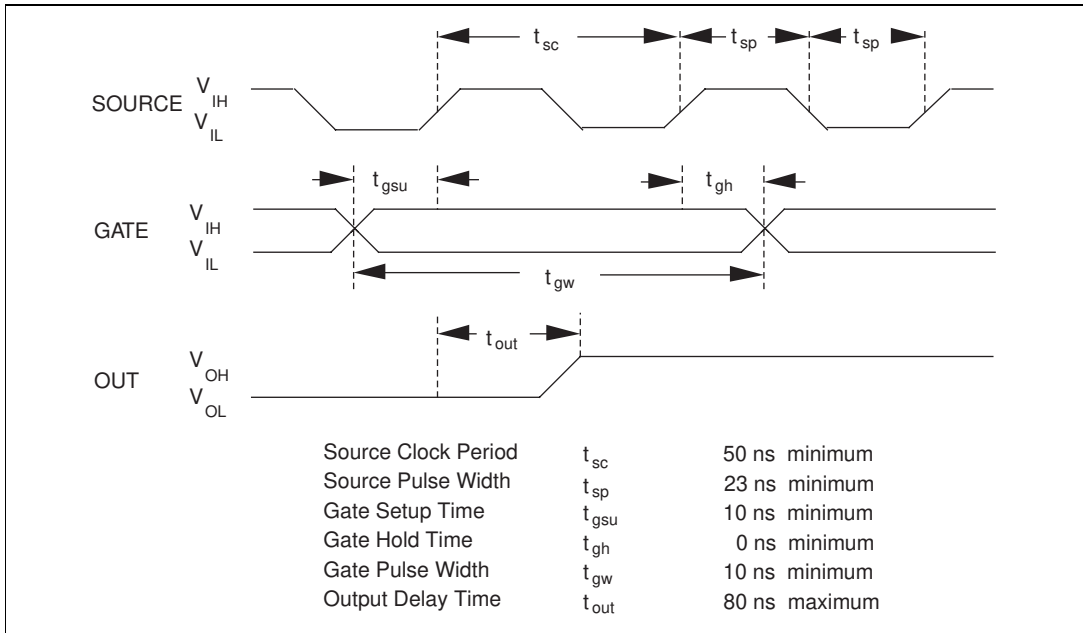 t sc t sp t sp
SOURCE V IH
V IL
t gsu t gh
GATE V IH
V IL
t gw
t out
OUT V OH
V OL
Source Clock Period t sc 50 ns minimum
Source Pulse Width t sp 23 ns minimum
Gate Setup Time t gsu 10 ns minimum
Gate Hold Time t gh 0 ns minimum
Gate Pulse Width t gw 10 ns minimum
Output Delay Time t out 80 ns maximum